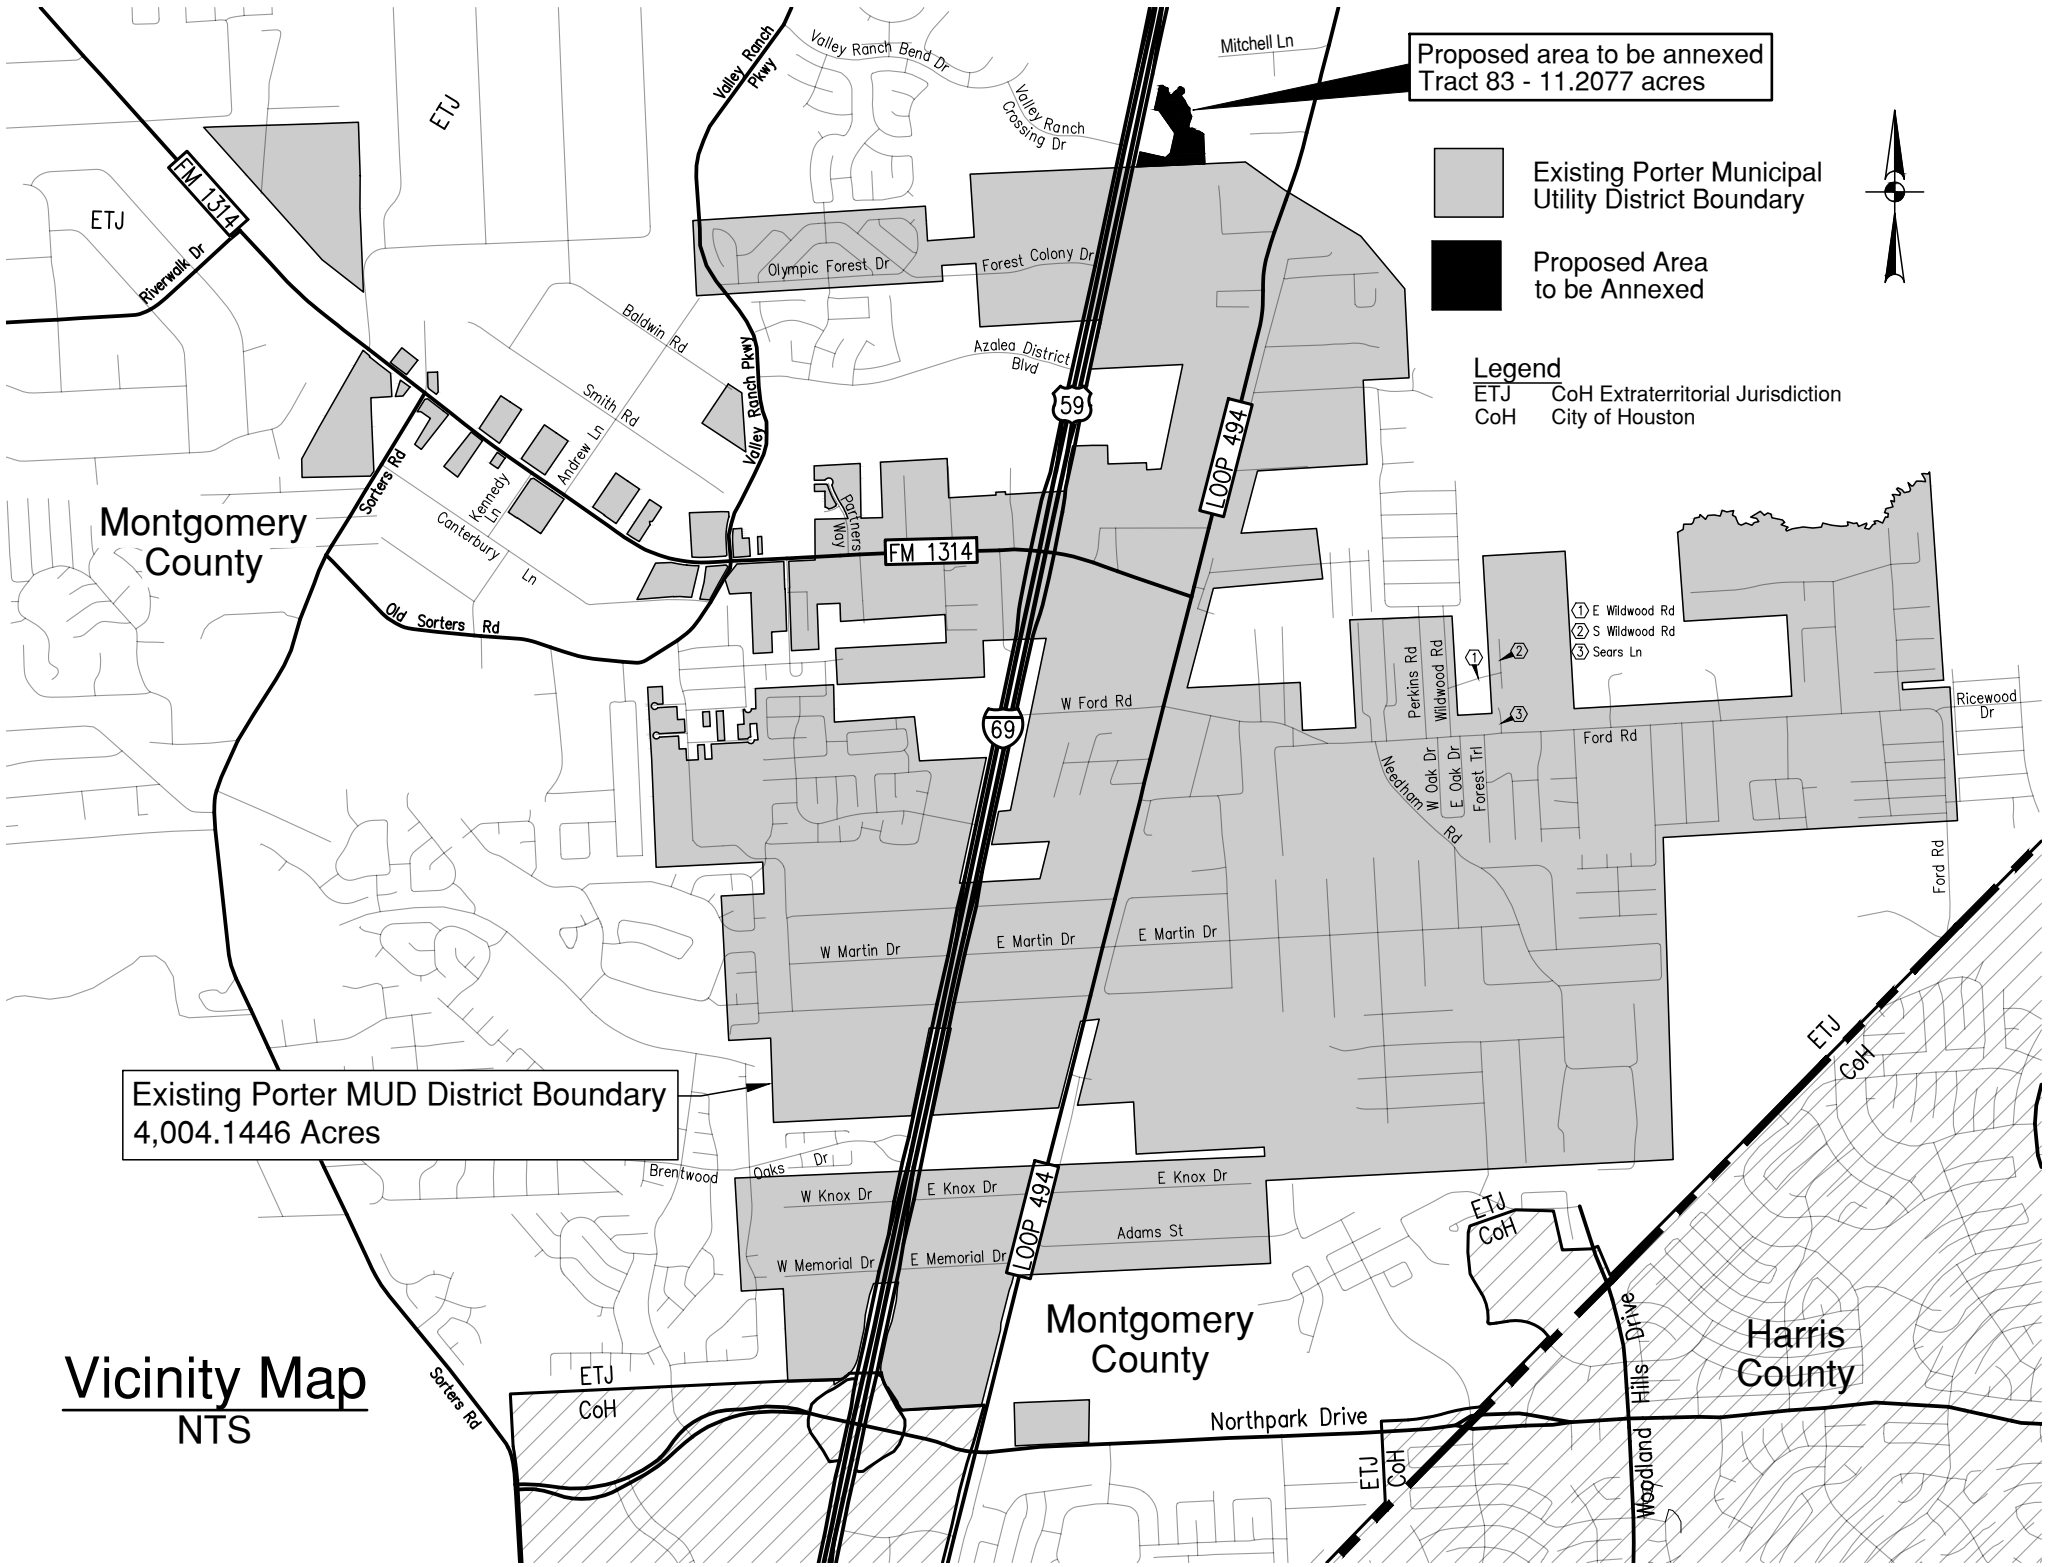 Valley Ranch
Pkwy
Valley Ranch Bend Dr
Valley Ranch
Crossing Dr
Mitchell Ln
Proposed area to be annexed
Tract 83 - 11.2077 acres
Existing Porter Municipal
Utility District Boundary
Proposed Area
to be Annexed
Legend
ETJ CoH Extraterritorial Jurisdiction
CoH City of Houston
ETJ
ETJ
FM 1314
Riverwalk Dr
Olympic Forest Dr
Forest Colony Dr
Baldwin Rd
Smith Rd
Andrew Ln
Valley Ranch Pkwy
Azalea District
Blvd
59
LOOP 494
Montgomery
County
Sorters Rd
Kennedy
Ln
Canterbury
Ln
Old Sorters Rd
Partners
Way
FM 1314
1 E Wildwood Rd
2 S Wildwood Rd
3 Sears Ln
1
2
3
Perkins Rd
Wildwood Rd
W Ford Rd
69
Ford Rd
Ricewood
Dr
Needham
Rd
W Oak Dr
E Oak Dr
Forest Trl
Ford Rd
W Martin Dr
E Martin Dr
E Martin Dr
ETJ
CoH
Existing Porter MUD District Boundary
4,004.1446 Acres
Brentwood
Oaks
Dr
W Knox Dr
E Knox Dr
E Knox Dr
LOOP 494
Adams St
W Memorial Dr
E Memorial Dr
ETJ
CoH
Montgomery
County
Harris
County
Woodland Hills Drive
Vicinity Map
NTS
Sorters Rd
ETJ
CoH
Northpark Drive
ETJ
CoH